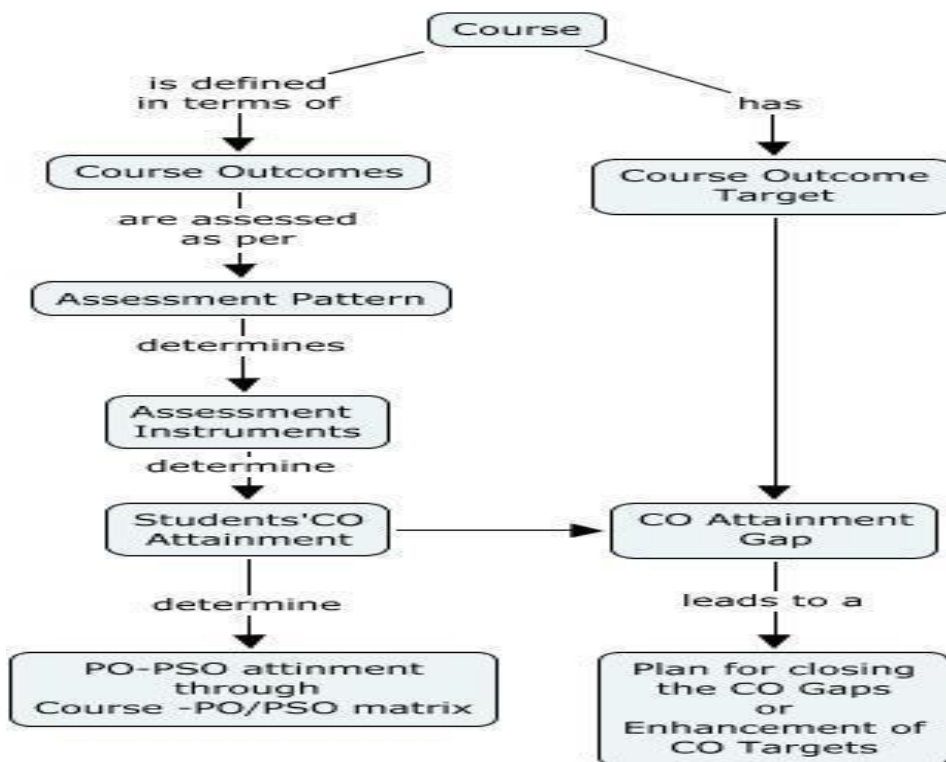 Course
is defined
in terms of
has
Course Outcomes
Course Outcome
Target
are assessed
as per
Assessment Pattern
determines
Assessment
Instruments
determine
Students'CO
Attainment
CO Attainment
Gap
determine
leads to a
PO-PSO attinment
through
Course -PO/PSO matrix
Plan for closing
the CO Gaps
or
Enhancement of
CO Targets